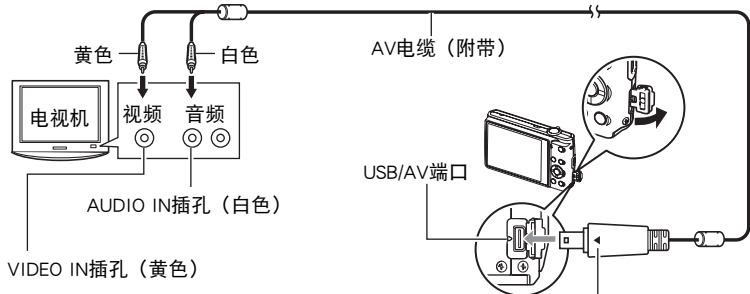 黄色
白色
AV电缆（附带）
电视机
视频
音频
USB/AV端口
AUDIO IN插孔（白色）
VIDEO IN插孔（黄色）